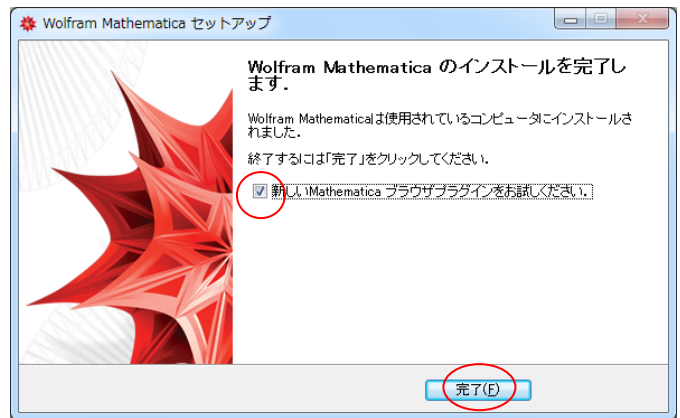 Wolfram Mathematica セットアップ
Wolfram Mathematica のインストールを完了し
ます.
Wolfram Mathematicaは使用されているコンピュータにインストールさ
れました.
終了するには「完了」をクリックしてください.
新しいMathematica ブラウザプラグインをお試しください.
完了(F)